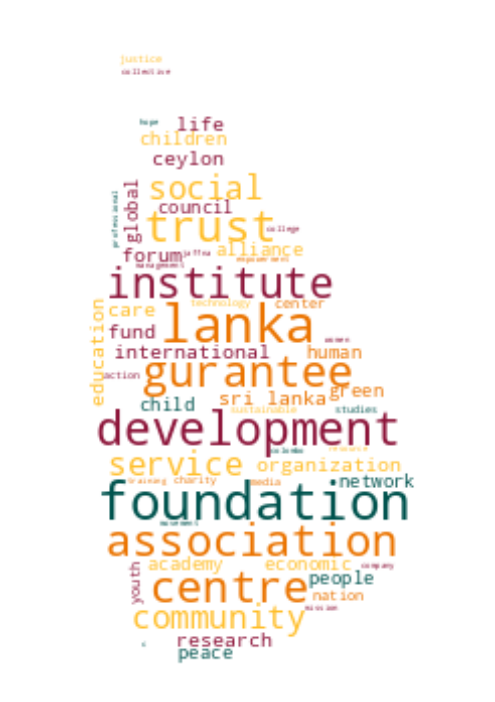 justice
collective
hope
life
children
ceylon
social
professional
global
council
trust
college
forum
jaffna
alliance
empowerment
management
institute
education
care
technology
center
fund
lanka
women
international
human
action
gurantee
child
sri lanka
green
sustainable
studies
development
colombo
resource
service
organization
training
charity
media
network
foundation
movement
association
academy
economic
company
youth
centre
people
nation
mission
community
research
peace